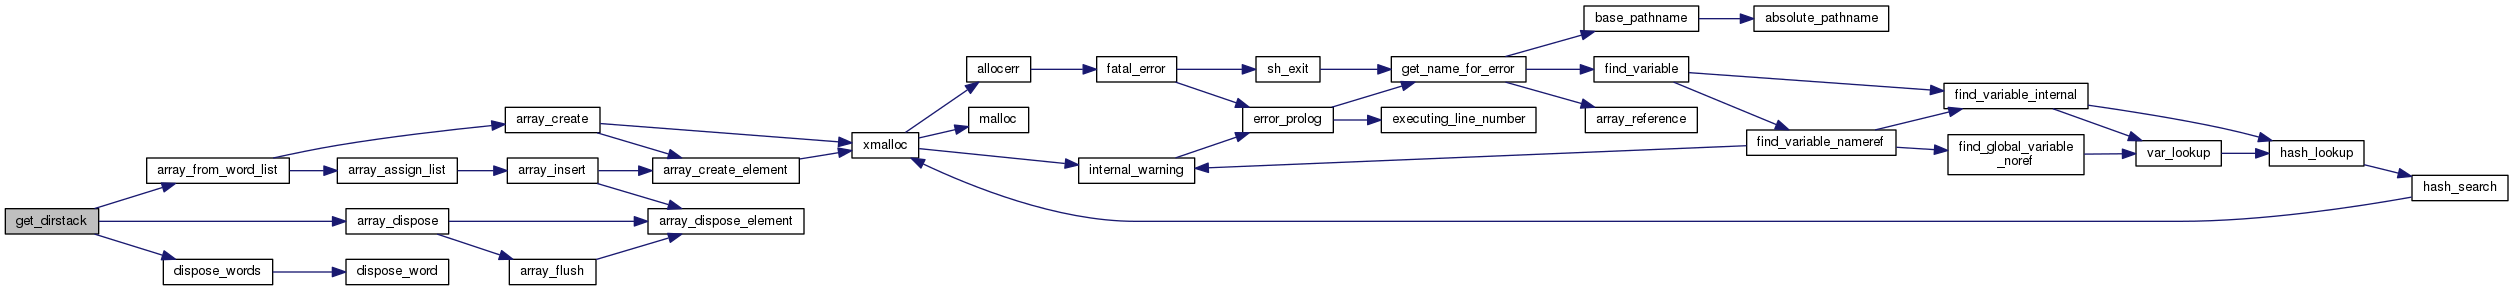 get_dirstack
array_from_word_list
array_dispose
dispose_words
array_assign_list
dispose_word
array_create
array_insert
array_flush
array_create_element
array_dispose_element
xmalloc
allocerr
malloc
internal_warning
fatal_error
error_prolog
sh_exit
get_name_for_error
executing_line_number
base_pathname
find_variable
array_reference
absolute_pathname
find_variable_nameref
find_variable_internal
find_global_variable
_noref
var_lookup
hash_lookup
hash_search